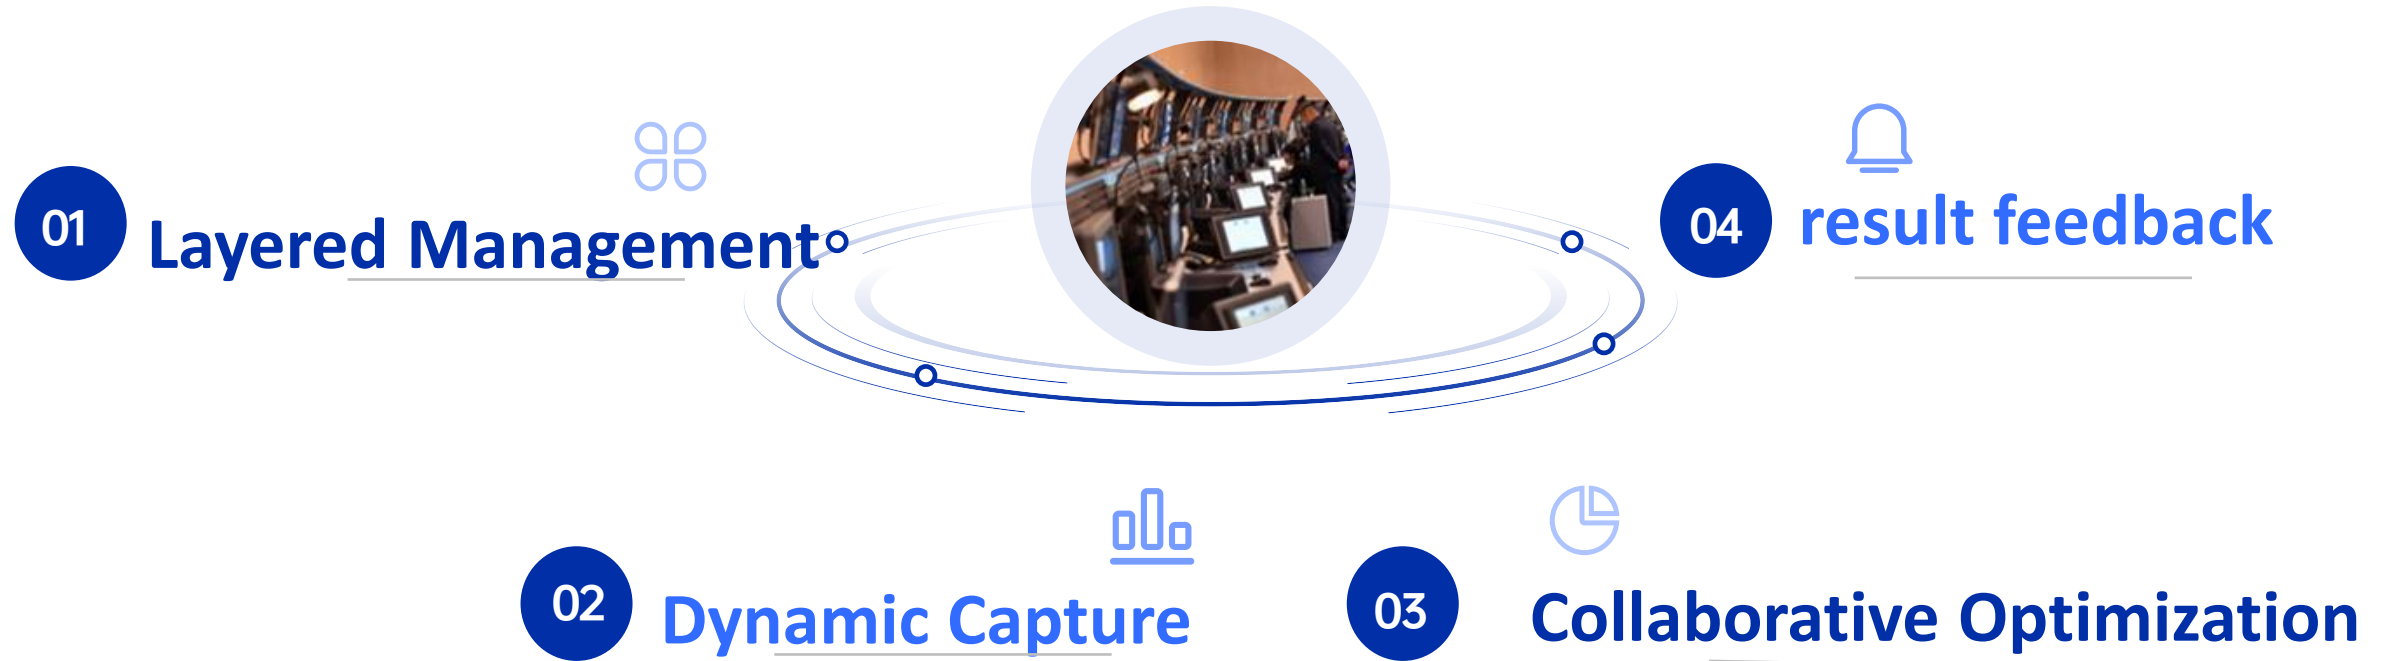 01
Layered Management
04
result feedback
02
Dynamic Capture
03
Collaborative Optimization